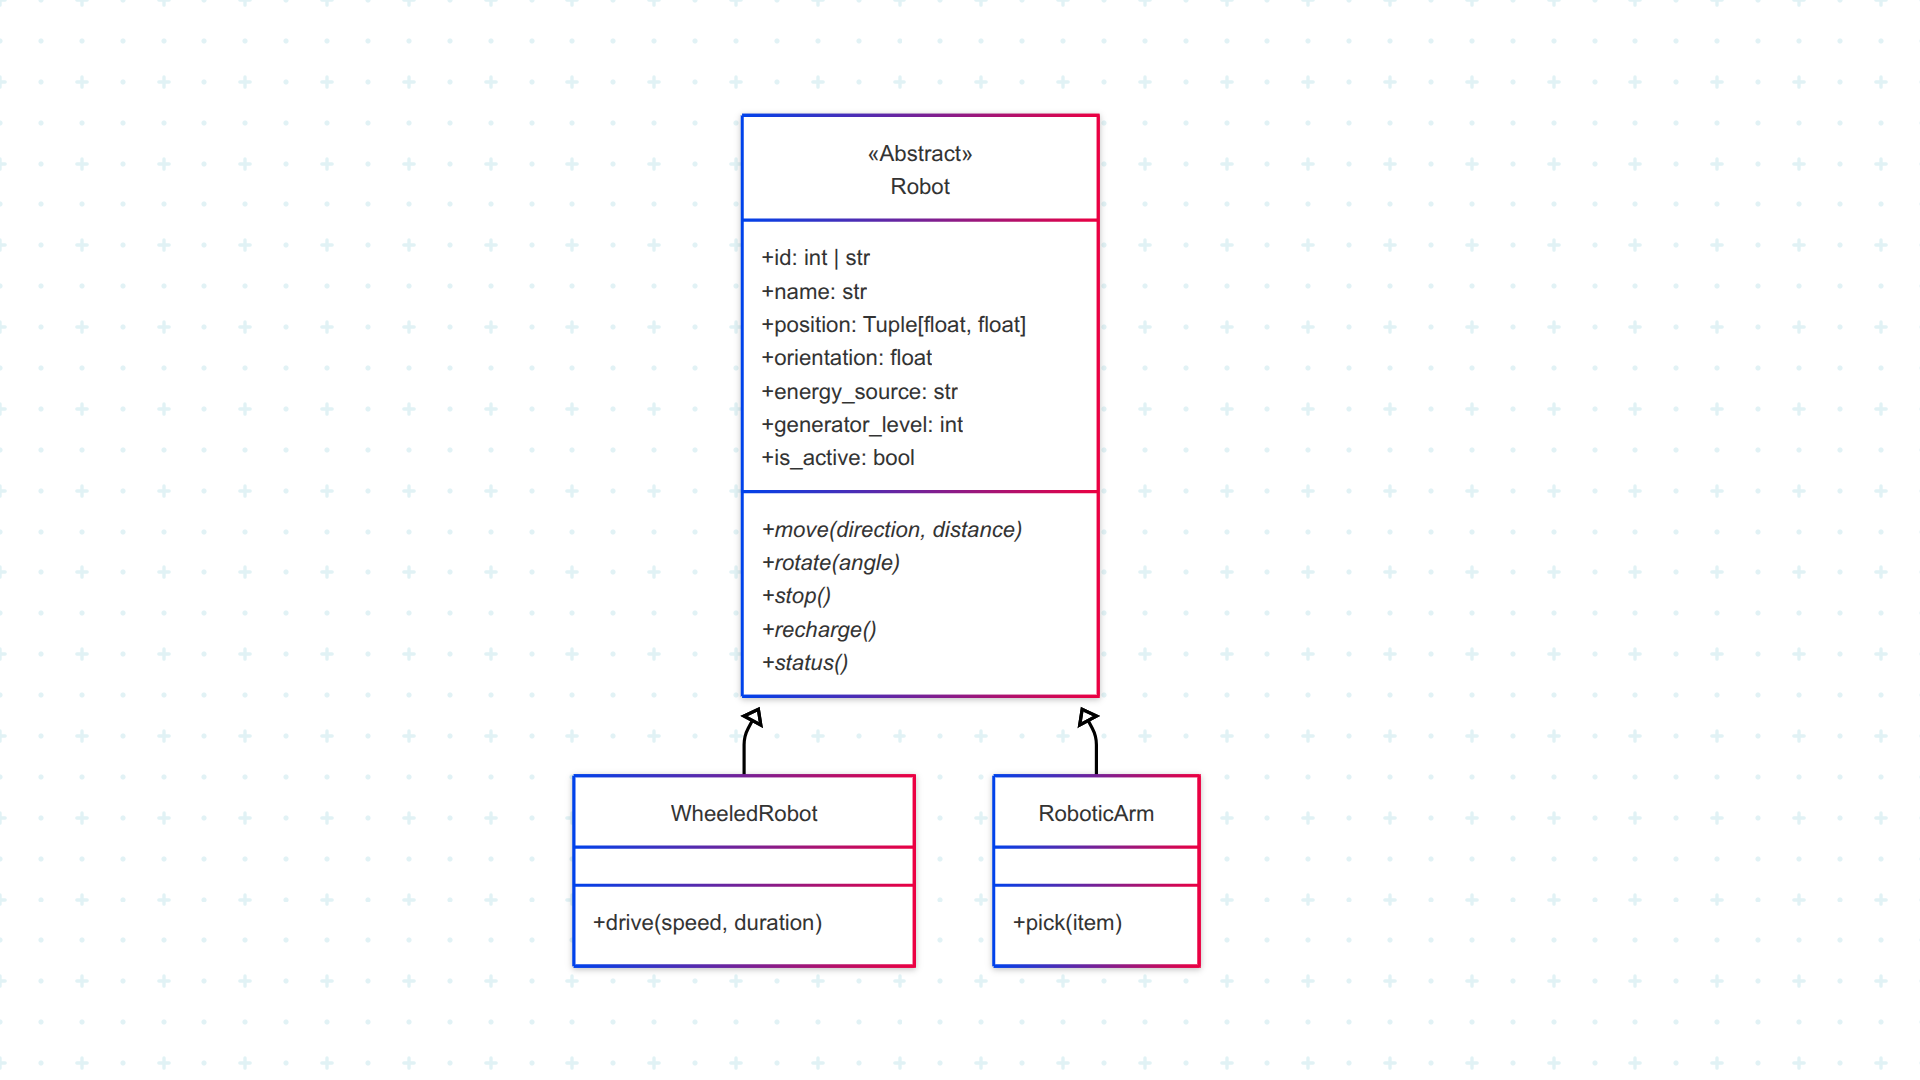 «Abstract»
Robot
+id: int | str
+name: str
+position: Tuple[float, float]
+orientation: float
+energy_source: str
+generator_level: int
+is_active: bool
+move(direction, distance)
+rotate(angle)
+stop()
+recharge()
+status()
WheeledRobot
+drive(speed, duration)
RoboticArm
+pick(item)